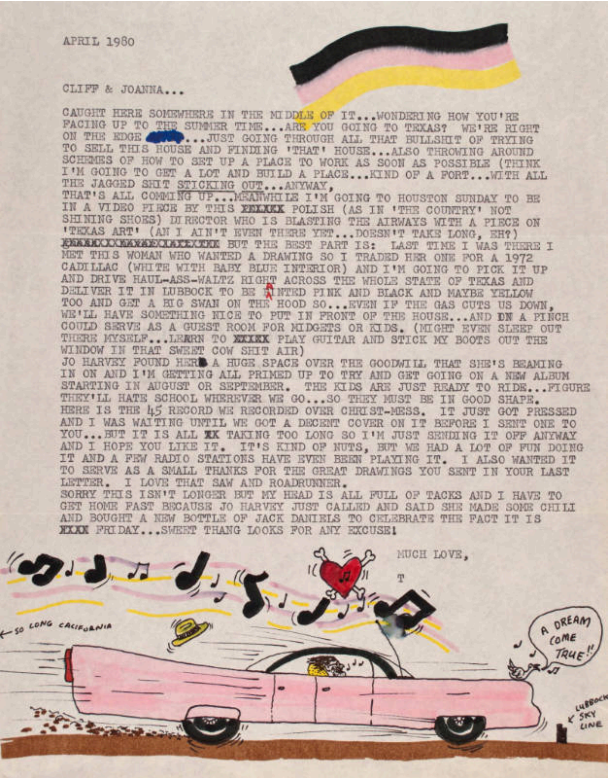 APRIL 1980
CLIFF & JOANNA...
CAUGHT HERE SOMEWHERE IN THE MIDDLE OF IT...WONDERING HOW YOU'RE
FACING UP TO THE SUMMER TIME...ARE YOU GOING TO TEXAS? WE'RE RIGHT
ON THE EDGE ...JUST GOING THROUGH ALL THAT BULLSHIT OF TRYING
TO SELL THIS HOUSE AND FINDING 'THAT' HOUSE...ALSO THROWING AROUND
SCHEMES OF HOW TO SET UP A PLACE TO WORK AS SOON AS POSSIBLE (THINK
I'M GOING TO GET A LOT AND BUILD A PLACE...KIND OF A FORT...WITH ALL
THE JAGGED SHIT STICKING OUT...ANYWAY,
THAT'S ALL COMMING UP...MEANWHILE I'M GOING TO HOUSTON SUNDAY TO BE
IN A VIDEO PIECE BY THIS POLISH (AS IN 'THE COUNTRY' NOT
SHINING SHOES) DIRECTOR WHO IS BLASTING THE AIRWAYS WITH A PIECE ON
'TEXAS ART' (AN I AIN'T EVEN THERE YET...DOESN'T TAKE LONG, EH?)
BUT THE BEST PART IS: LAST TIME I WAS THERE I
MET THIS WOMAN WHO WANTED A DRAWING SO I TRADED HER ONE FOR A 1972
CADILLAC (WHITE WITH BABY BLUE INTERIOR) AND I'M GOING TO PICK IT UP
AND DRIVE HAUL-ASS-WALTZ RIGHT ACROSS THE WHOLE STATE OF TEXAS AND
DELIVER IT IN LUBBOCK TO BE PAINTED PINK AND BLACK AND MAYBE YELLOW
TOO AND GET A BIG SWAN ON THE HOOD SO...EVEN IF THE GAS CUTS US DOWN,
WE'LL HAVE SOMETHING NICE TO PUT IN FRONT OF THE HOUSE...AND IN A PINCH
COULD SERVE AS A GUEST ROOM FOR MIDGETS OR KIDS. (MIGHT EVEN SLEEP OUT
THERE MYSELF...LEARN TO PLAY GUITAR AND STICK MY BOOTS OUT THE
WINDOW IN THAT SWEET COW SHIT AIR)
JO HARVEY FOUND HER A HUGE SPACE OVER THE GOODWILL THAT SHE'S BEAMING
IN ON AND I'M GETTING ALL PRIMED UP TO TRY AND GET GOING ON A NEW ALBUM
STARTING IN AUGUST OR SEPTEMBER. THE KIDS ARE JUST READY TO RIDE...FIGURE
THEY'LL HATE SCHOOL WHERVER WE GO...SO THEY MUST BE IN GOOD SHAPE.
HERE IS THE 45 RECORD WE RECORDED OVER CHRIST-MESS. IT JUST GOT PRESSED
AND I WAS WAITING UNTIL WE GOT A DECENT COVER ON IT BEFORE I SENT ONE TO
YOU...BUT IT IS ALL TAKING TOO LONG SO I'M JUST SENDING IT OFF ANYWAY
AND I HOPE YOU LIKE IT. IT'S KIND OF NUTS, BUT WE HAD A LOT OF FUN DOING
IT AND A FEW RADIO STATIONS HAVE EVEN BEEN PLAYING IT. I ALSO WANTED IT
TO SERVE AS A SMALL THANKS FOR THE GREAT DRAWINGS YOU SENT IN YOUR LAST
LETTER. I LOVE THAT SAW AND ROADRUNNER.
SORRY THIS ISN'T LONGER BUT MY HEAD IS ALL FULL OF TACKS AND I HAVE TO
GET HOME FAST BECAUSE JO HARVEY JUST CALLED AND SAID SHE MADE SOME CHILI
AND BOUGHT A NEW BOTTLE OF JACK DANIELS TO CELEBRATE THE FACT IT IS
FRIDAY...SWEET THANG LOOKS FOR ANY EXCUSE!
MUCH LOVE,
T
SO LONG CALIFORNIA
A DREAM
COME
TRUE!!
LUBBOCK
SKY
LINE